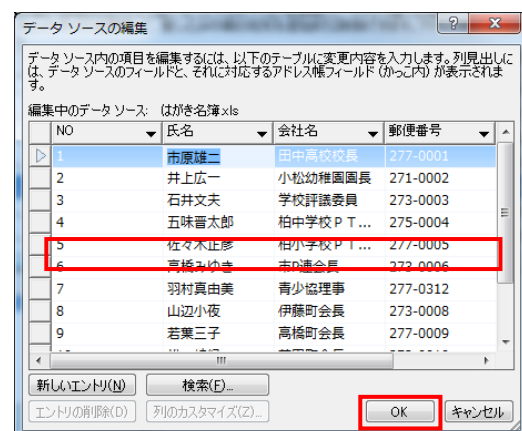 データ ソースの編集
データ ソース内の項目を編集するには、以下のテーブルに変更内容を入力します。列見出しに
は、データ ソースのフィールドと、それに対応するアドレス帳フィールド (かっこ内) が表示されま
す。
編集中のデータ ソース: はがき名簿.xls
NO 氏名 会社名 郵便番号
1 市原雄二 田中高校校長 277-0001
2 井上広一 小松幼稚園園長 271-0002
3 石井文夫 学校評議委員 273-0003
4 五味晋太郎 柏中学校ＰＴ... 275-0004
5 佐々木正彦 柏小学校ＰＴ... 277-0005
6 高橋みゆき 市P連会長 273-0006
7 羽村真由美 青少協理事 277-0312
8 山辺小夜 伊藤町会長 273-0008
9 若葉三子 高橋町会長 277-0009
新しいエントリ(N) 検索(F)...
エントリの削除(D) 列のカスタマイズ(Z)... OK キャンセル